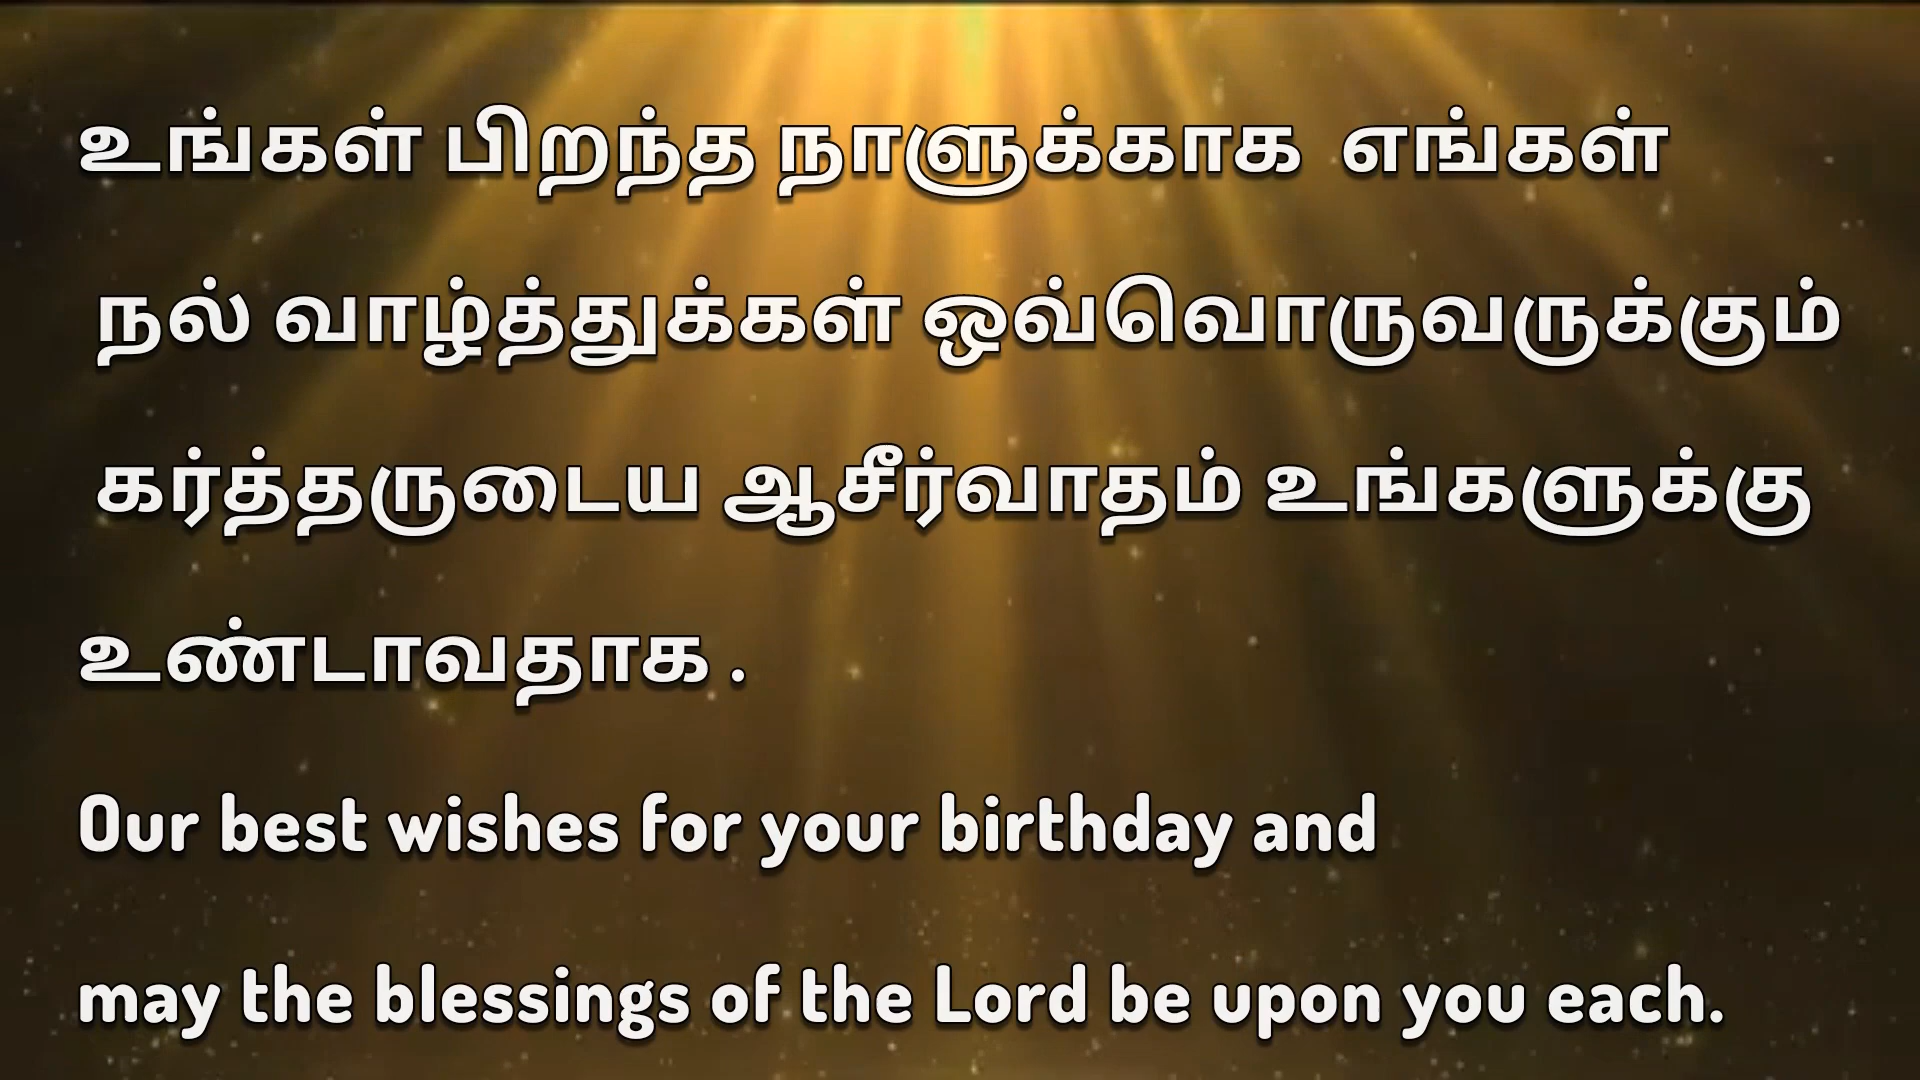 உங்கள் பிறந்த நாளுக்காக எங்கள்
நல் வாழ்த்துக்கள் ஒவ்வொருவருக்கும்
கர்த்தருடைய ஆசீர்வாதம் உங்களுக்கு
உண்டாவதாக .
Our best wishes for your birthday and
may the blessings of the Lord be upon you each.